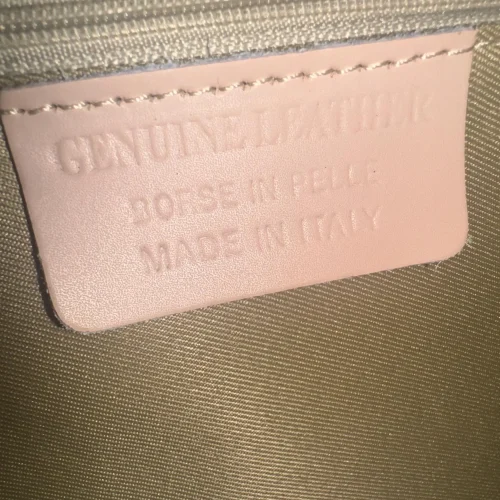 GENUINE LEATHER
BORSE IN PELLE
MADE IN ITALY